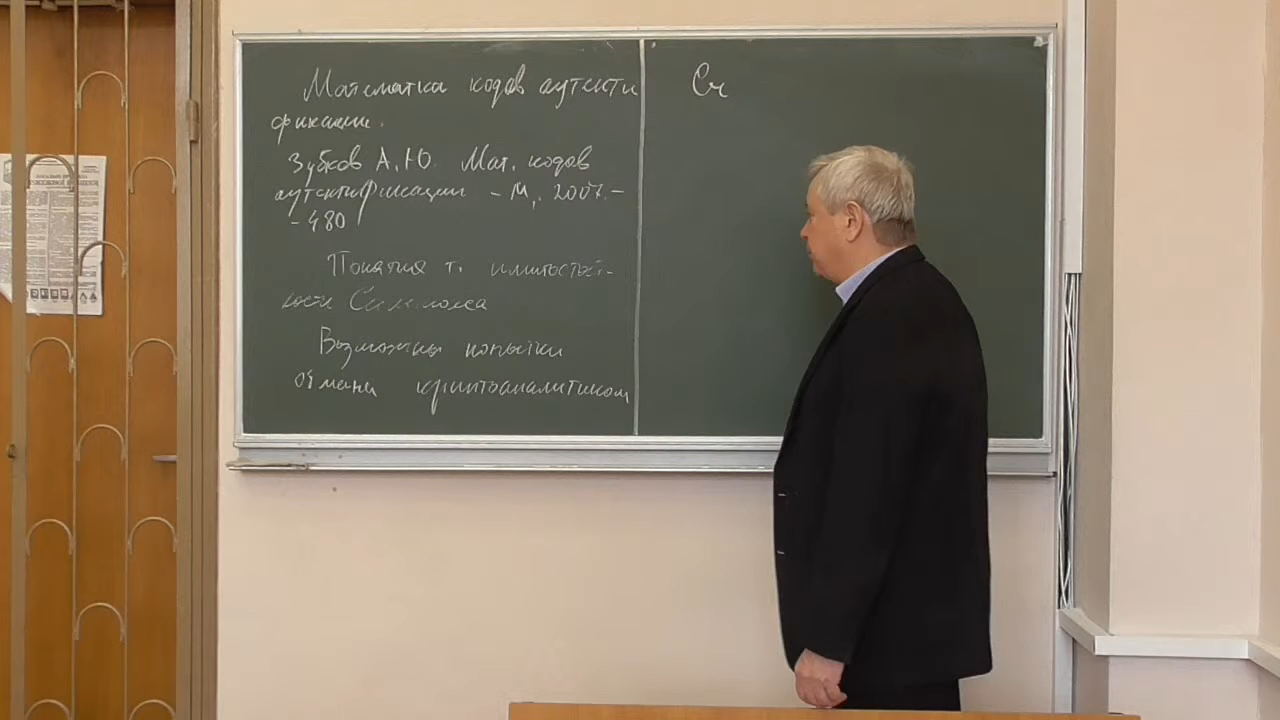 Математика кодов аутенти
фикации.
Зубков А.Ю. Мат. кодов
аутентификации – М,. 2007. –
– 480
Понятия т. имитостой-
кости Симмонса
Возможны попытки
обмана криптоаналитиком
Сч